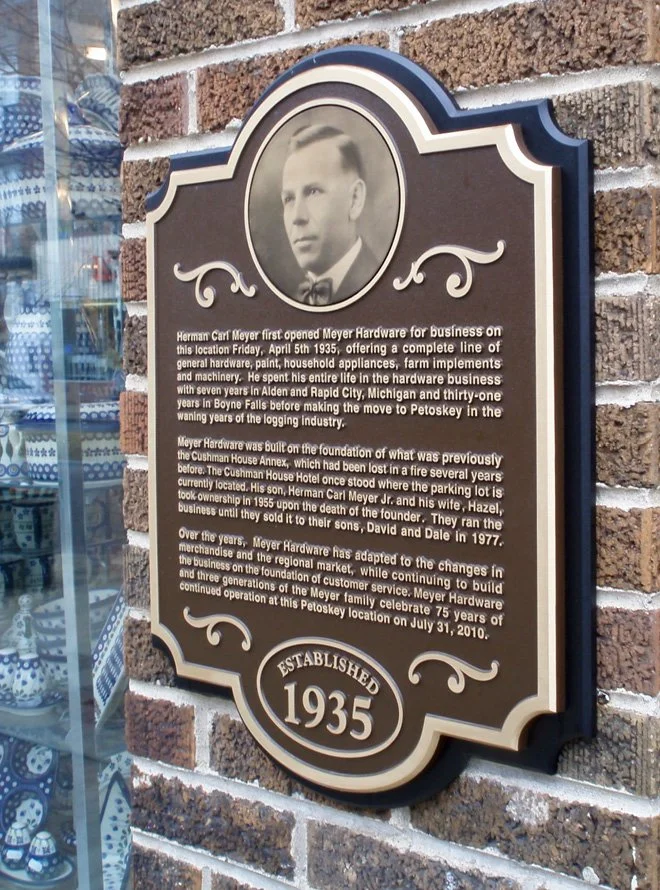 Herman Carl Meyer first opened Meyer Hardware for business on
this location Friday, April 5th 1935, offering a complete line of
general hardware, paint, household appliances, farm implements
and machinery. He spent his entire life in the hardware business
with seven years in Alden and Rapid City, Michigan and thirty-one
years in Boyne Falls before making the move to Petoskey in the
waning years of the logging industry.
Meyer Hardware was built on the foundation of what was previously
the Cushman House Annex, which had been lost in a fire several years
before. The Cushman House Hotel once stood where the parking lot is
currently located. His son, Herman Carl Meyer Jr. and his wife, Hazel,
took ownership in 1955 upon the death of the founder. They ran the
business until they sold it to their sons, David and Dale in 1977.
Over the years, Meyer Hardware has adapted to the changes in
merchandise and the regional market, while continuing to build
the business on the foundation of customer service. Meyer Hardware
and three generations of the Meyer family celebrate 75 years of
continued operation at this Petoskey location on July 31, 2010.
ESTABLISHED
1935